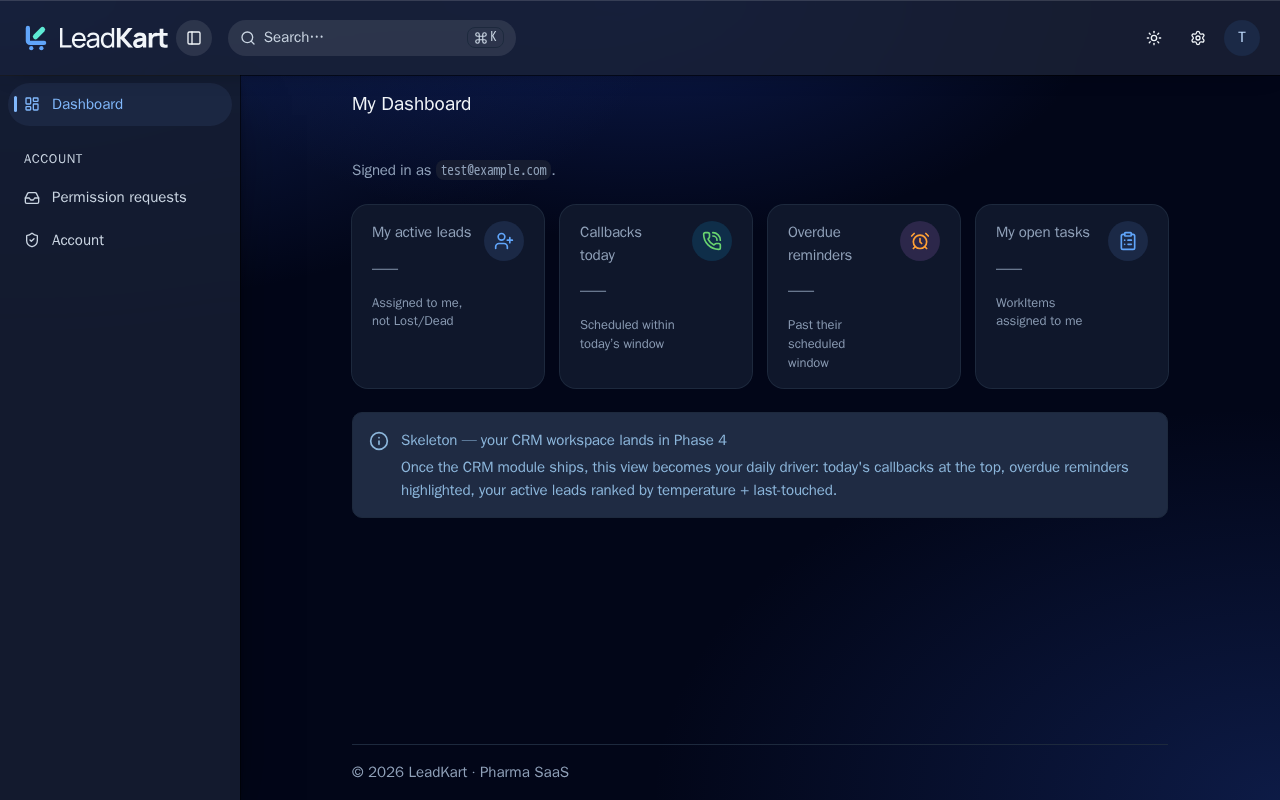 LeadKart
Search…
⌘K
T
Dashboard
ACCOUNT
Permission requests
Account
My Dashboard
Signed in as test@example.com.
My active leads
—
Assigned to me,
not Lost/Dead
Callbacks
today
—
Scheduled within
today's window
Overdue
reminders
—
Past their
scheduled
window
My open tasks
—
WorkItems
assigned to me
Skeleton — your CRM workspace lands in Phase 4
Once the CRM module ships, this view becomes your daily driver: today's callbacks at the top, overdue reminders
highlighted, your active leads ranked by temperature + last-touched.
© 2026 LeadKart · Pharma SaaS